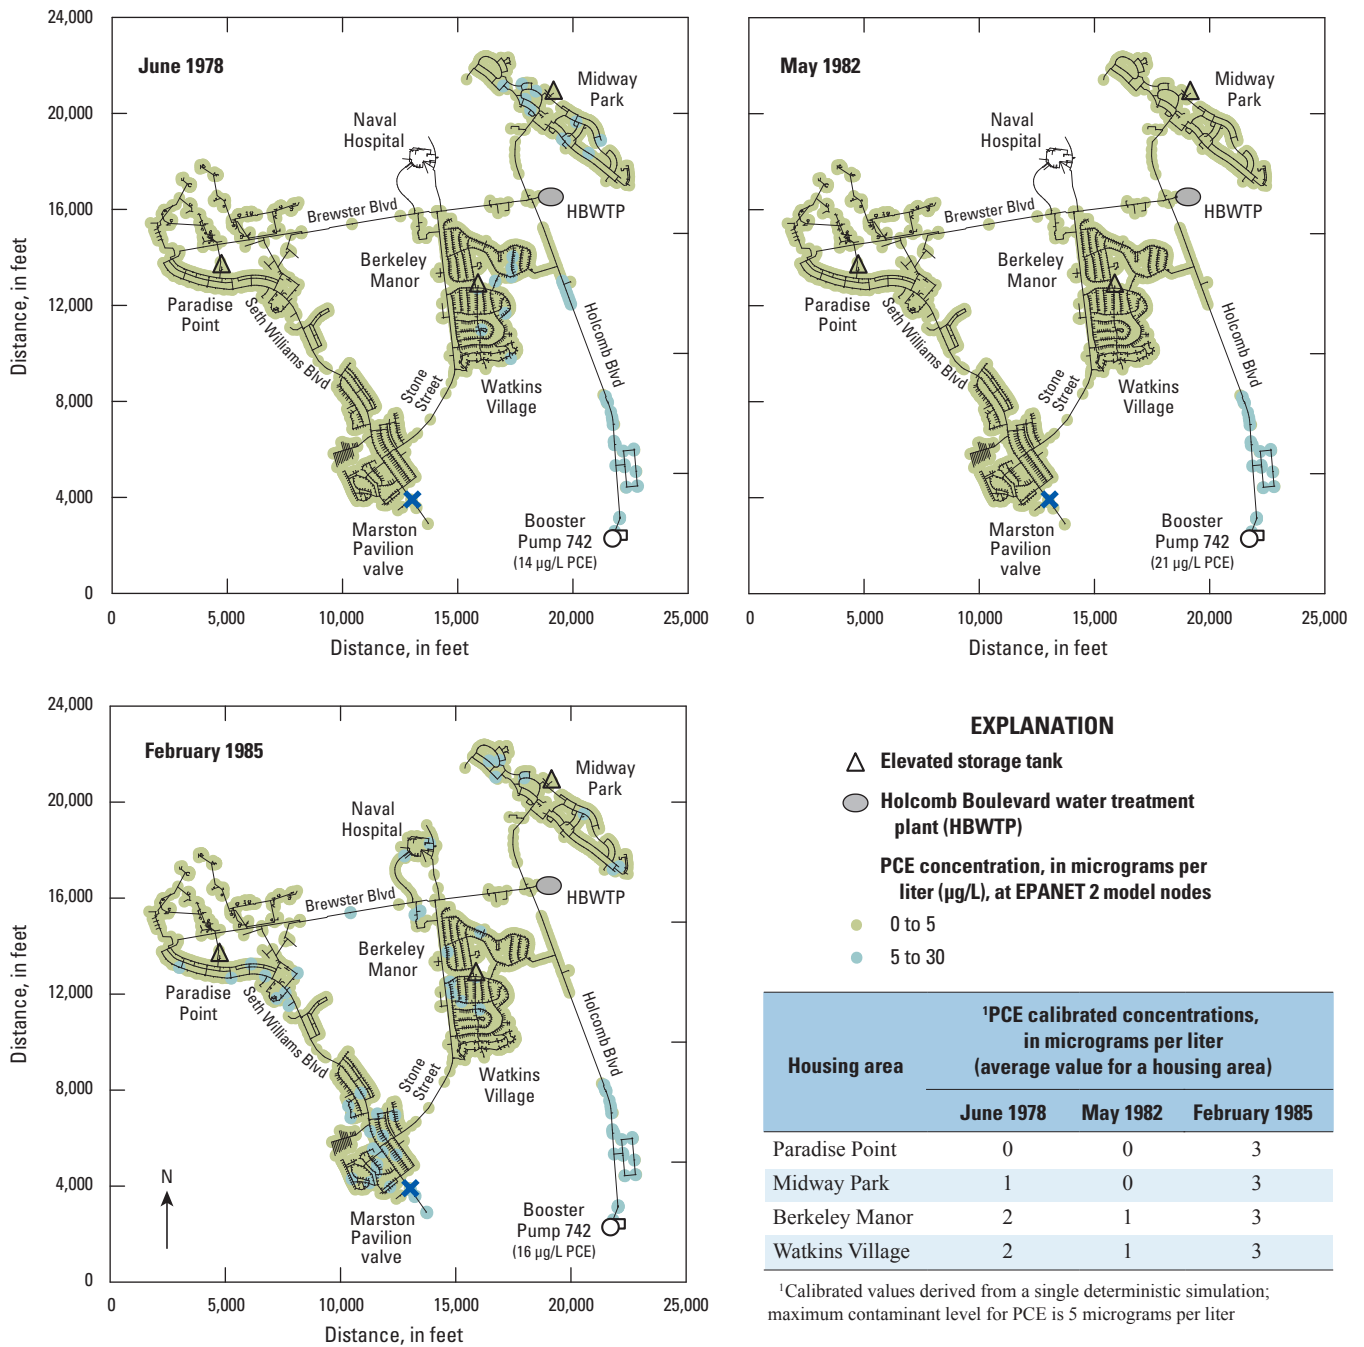 24,000
20,000
16,000
12,000
8,000
4,000
0
Distance, in feet
June 1978
Midway
Park
Naval
Hospital
Brewster Blvd
HBWTP
Berkeley
Manor
Paradise
Point
Seth Williams Blvd
Holcomb Blvd
Stone
Street
Watkins
Village
Marston
Pavilion
valve
Booster
Pump 742
(14 µg/L PCE)
0
5,000
10,000
15,000
20,000
25,000
Distance, in feet
May 1982
Midway
Park
Naval
Hospital
Brewster Blvd
HBWTP
Berkeley
Manor
Paradise
Point
Seth Williams Blvd
Holcomb Blvd
Stone
Street
Watkins
Village
Marston
Pavilion
valve
Booster
Pump 742
(21 µg/L PCE)
0
5,000
10,000
15,000
20,000
25,000
Distance, in feet
24,000
20,000
16,000
12,000
8,000
4,000
0
Distance, in feet
February 1985
Midway
Park
Naval
Hospital
Brewster Blvd
HBWTP
Berkeley
Manor
Paradise
Point
Seth Williams Blvd
Holcomb Blvd
Stone
Street
Watkins
Village
N
Marston
Pavilion
valve
Booster
Pump 742
(16 µg/L PCE)
0
5,000
10,000
15,000
20,000
25,000
Distance, in feet
EXPLANATION
Elevated storage tank
Holcomb Boulevard water treatment
plant (HBWTP)
PCE concentration, in micrograms per
liter (µg/L), at EPANET 2 model nodes
0 to 5
5 to 30
Housing area
¹PCE calibrated concentrations,
in micrograms per liter
(average value for a housing area)
June 1978 May 1982 February 1985
Paradise Point 0 0 3
Midway Park 1 0 3
Berkeley Manor 2 1 3
Watkins Village 2 1 3
¹Calibrated values derived from a single deterministic simulation;
maximum contaminant level for PCE is 5 micrograms per liter